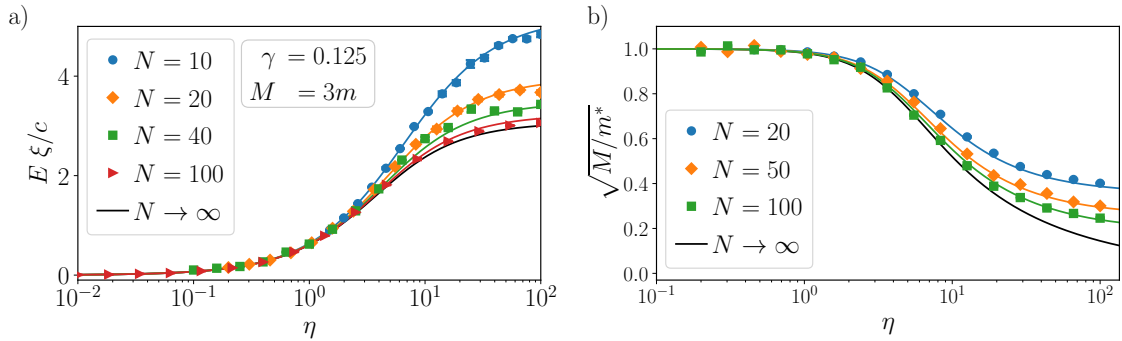 a)
E ξ/c
4
2
0
N = 10
N = 20
N = 40
N = 100
N → ∞
γ = 0.125
M = 3m
10⁻² 10⁻¹ 10⁰ 10¹ 10²
η
b)
√M/m*
1.0
0.8
0.6
0.4
0.2
0.0
N = 20
N = 50
N = 100
N → ∞
10⁻¹ 10⁰ 10¹ 10²
η